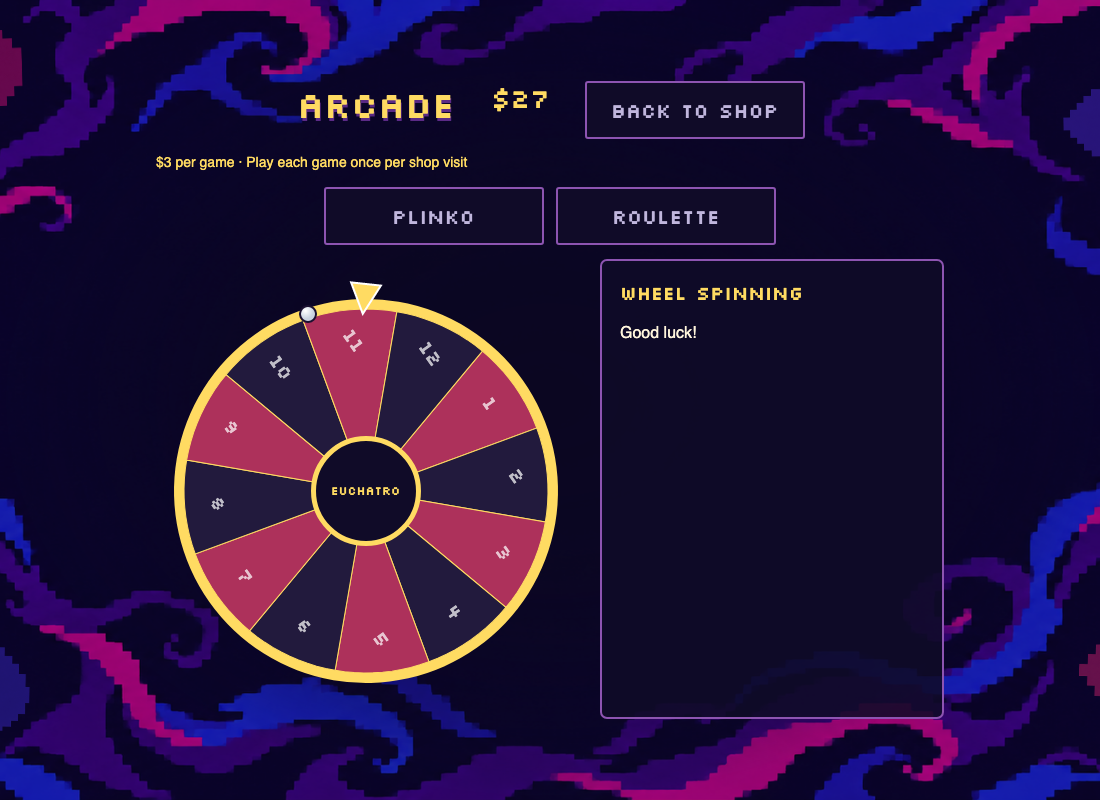 ARCADE $27 BACK TO SHOP
$3 per game · Play each game once per shop visit
PLINKO ROULETTE
WHEEL SPINNING
Good luck!
11
12
1
2
3
4
5
6
7
8
9
10
EUCHATRO